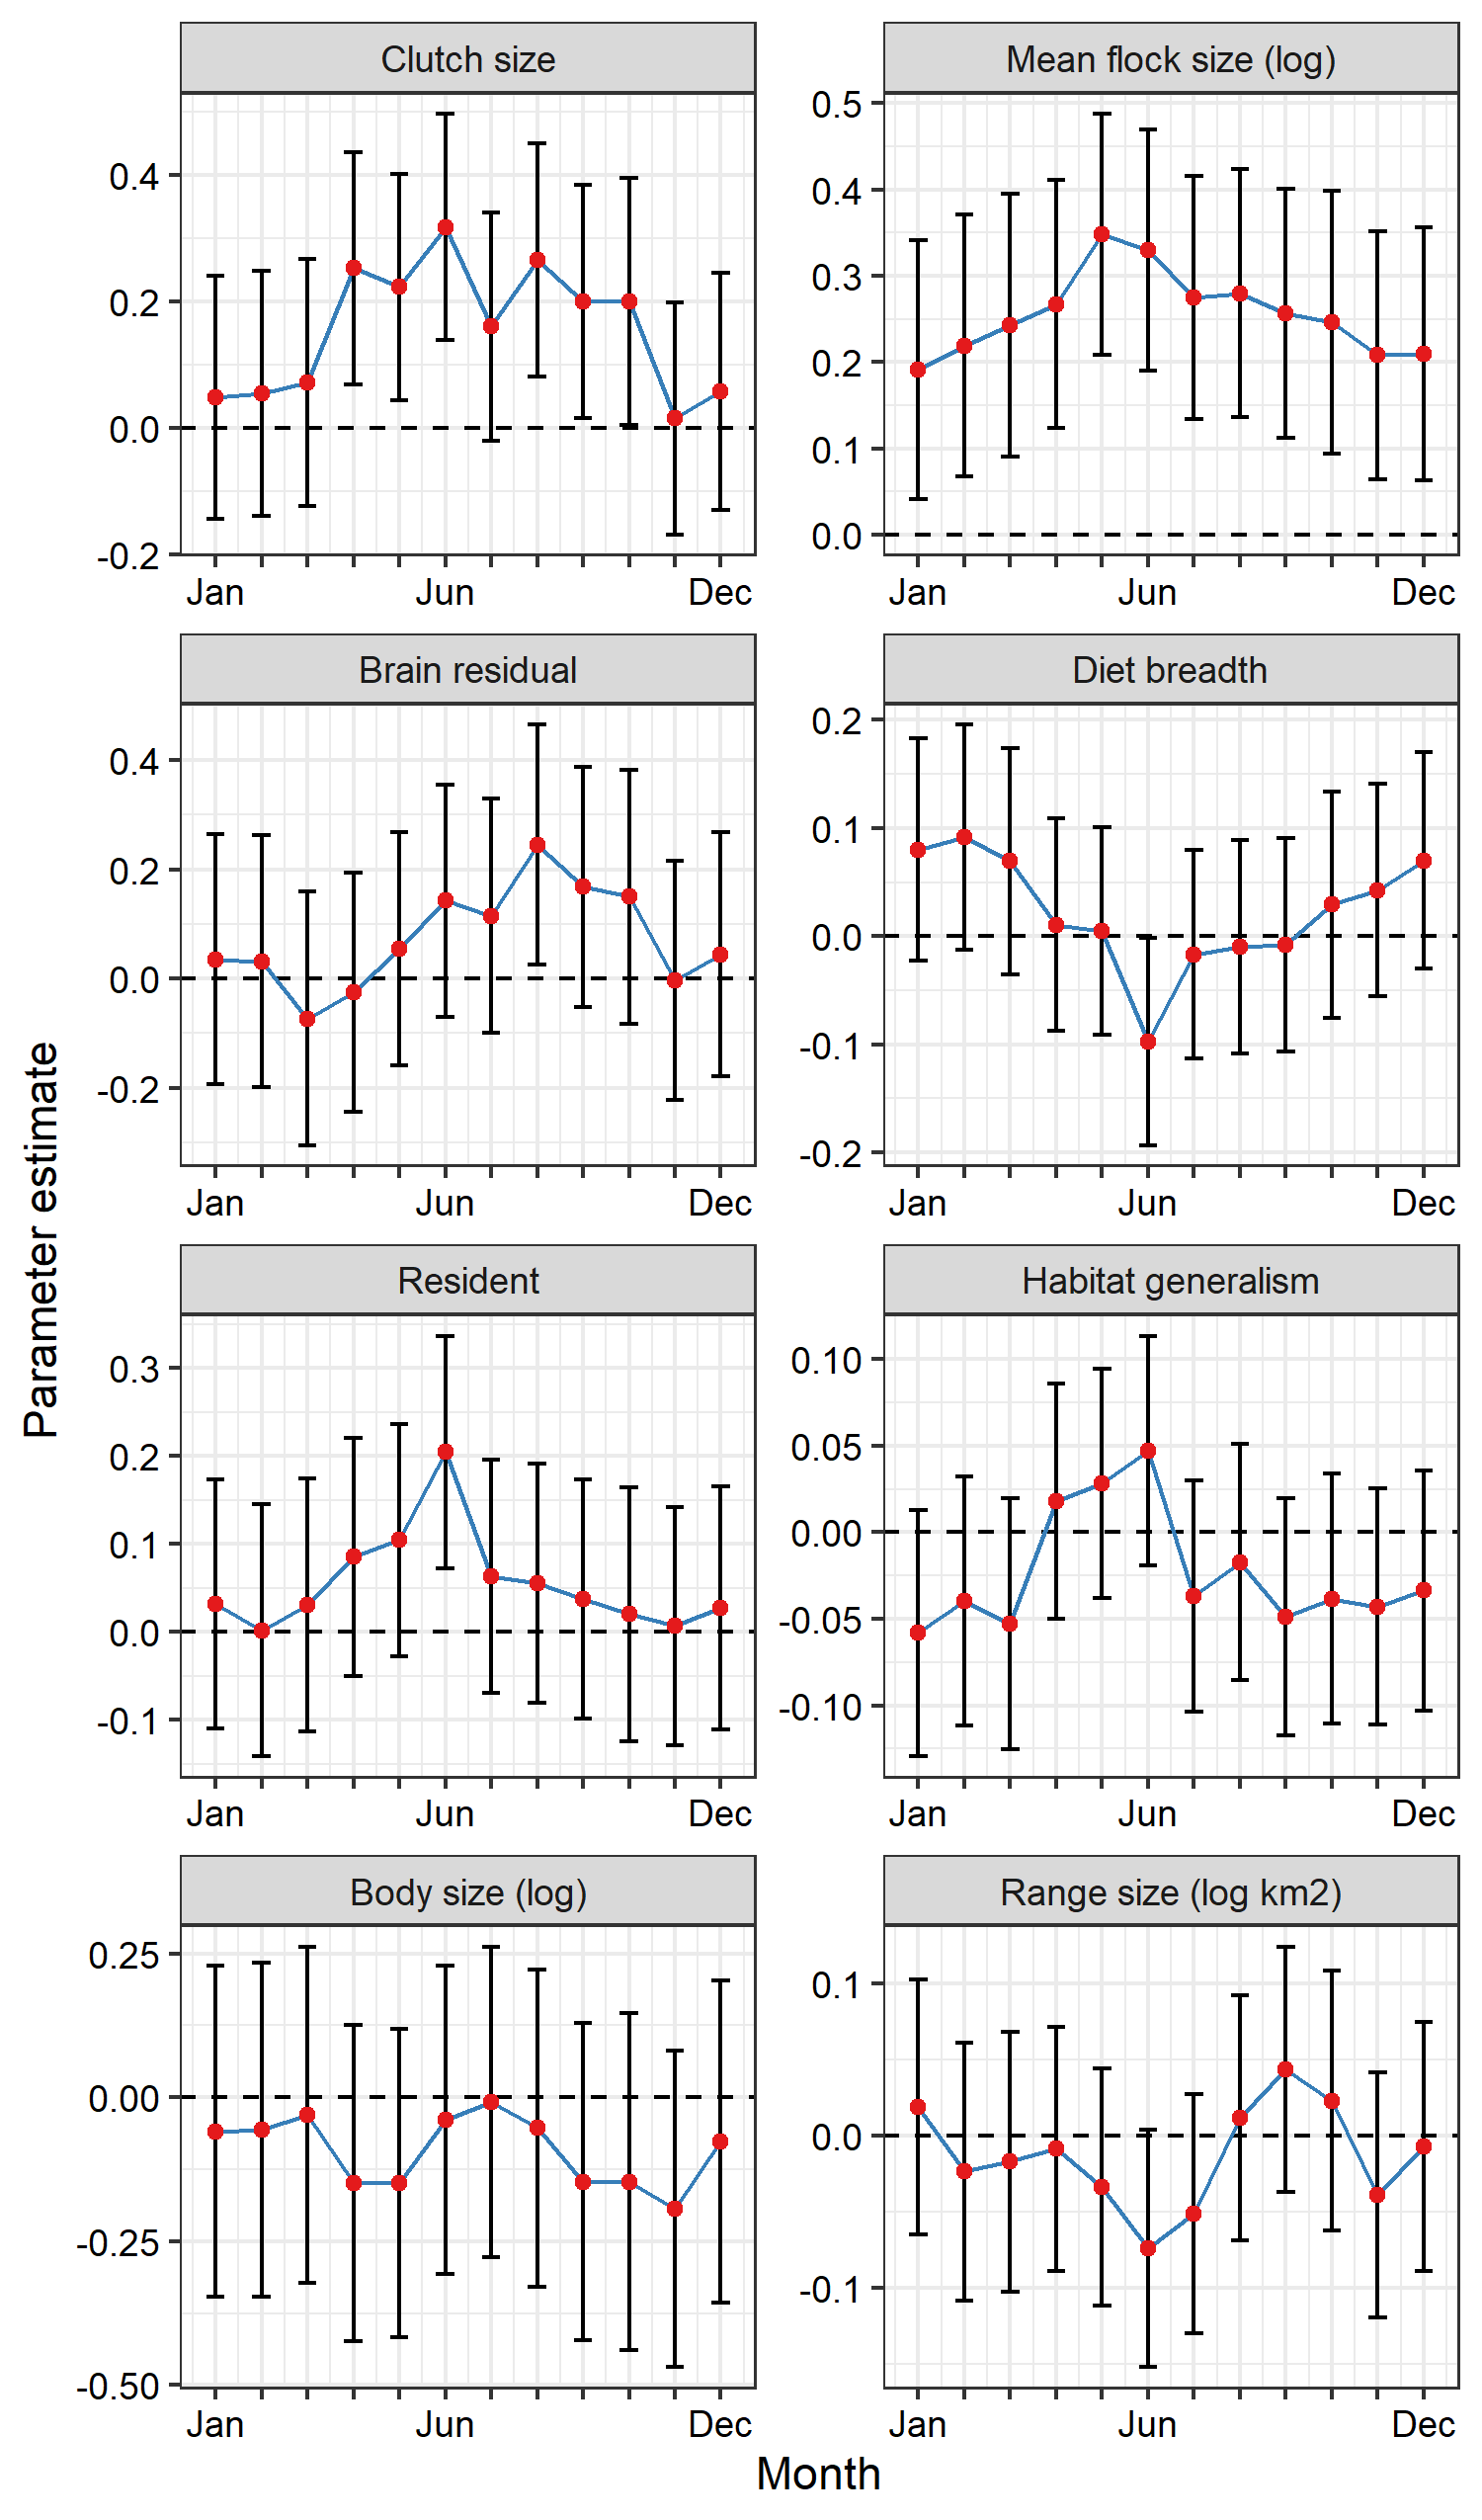 Clutch size
Mean flock size (log)
0.4
0.2
0.0
-0.2
Jan Jun Dec
0.5
0.4
0.3
0.2
0.1
0.0
Jan Jun Dec
Brain residual
Diet breadth
0.4
0.2
0.0
-0.2
Jan Jun Dec
0.2
0.1
0.0
-0.1
-0.2
Jan Jun Dec
Parameter estimate
Resident
Habitat generalism
0.3
0.2
0.1
0.0
-0.1
Jan Jun Dec
0.10
0.05
0.00
-0.05
-0.10
Jan Jun Dec
Body size (log)
Range size (log km2)
0.25
0.00
-0.25
-0.50
Jan Jun Dec
0.1
0.0
-0.1
Jan Jun Dec
Month